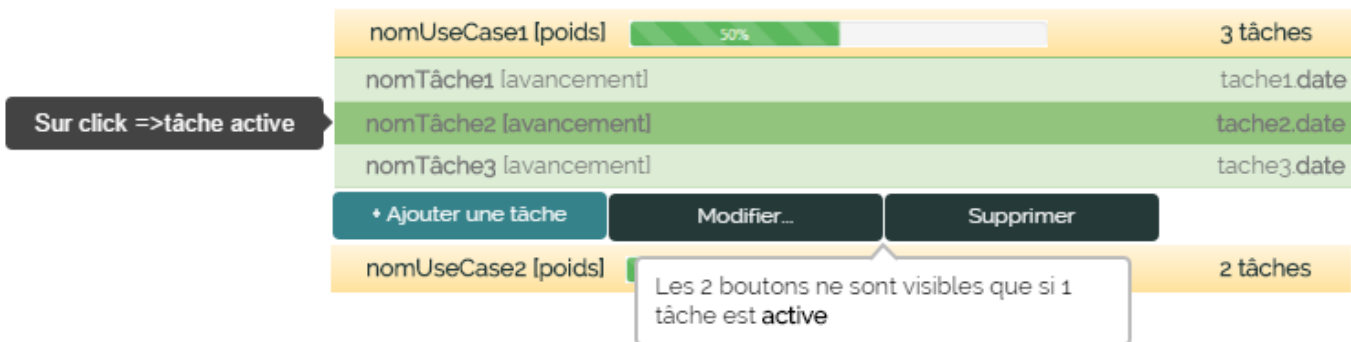 nomUseCase1 [poids] 50% 3 tâches
nomTâche1 [avancement] tache1.date
Sur click =>tâche active
nomTâche2 [avancement] tache2.date
nomTâche3 [avancement] tache3.date
+ Ajouter une tâche Modifier... Supprimer
nomUseCase2 [poids] 2 tâches
Les 2 boutons ne sont visibles que si 1
tâche est active